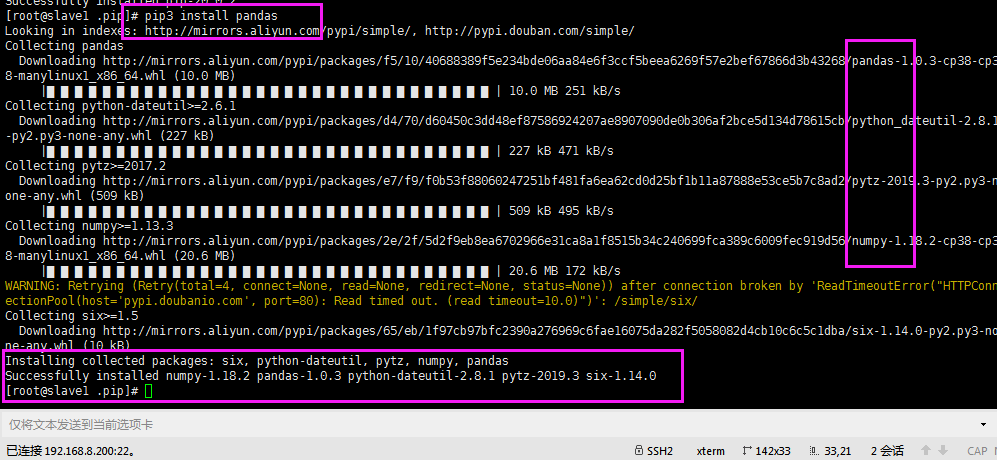 Successfully installed pip-20.0.2
[root@slave1 .pip]# pip3 install pandas
Looking in indexes: http://mirrors.aliyun.com/pypi/simple/, http://pypi.douban.com/simple/
Collecting pandas
Downloading http://mirrors.aliyun.com/pypi/packages/f5/10/40688389f5e234bde06aa84e6f3ccf5beea6269f57e2bef67866d3b43268/pandas-1.0.3-cp38-cp3
8-manylinux1_x86_64.whl (10.0 MB)
| 10.0 MB 251 kB/s
Collecting python-dateutil>=2.6.1
Downloading http://mirrors.aliyun.com/pypi/packages/d4/70/d60450c3dd48ef87586924207ae8907090de0b306af2bce5d134d78615cb/python_dateutil-2.8.1
-py2.py3-none-any.whl (227 kB)
| 227 kB 471 kB/s
Collecting pytz>=2017.2
Downloading http://mirrors.aliyun.com/pypi/packages/e7/f9/f0b53f88060247251bf481fa6ea62cd0d25bf1b11a87888e53ce5b7c8ad2/pytz-2019.3-py2.py3-n
one-any.whl (509 kB)
| 509 kB 495 kB/s
Collecting numpy>=1.13.3
Downloading http://mirrors.aliyun.com/pypi/packages/2e/2f/5d2f9eb8ea6702966e31ca8a1f8515b34c240699fca389c6009fec919d56/numpy-1.18.2-cp38-cp3
8-manylinux1_x86_64.whl (20.6 MB)
| 20.6 MB 172 kB/s
WARNING: Retrying (Retry(total=4, connect=None, read=None, redirect=None, status=None)) after connection broken by 'ReadTimeoutError("HTTPConn
ectionPool(host='pypi.doubanio.com', port=80): Read timed out. (read timeout=10.0)")': /simple/six/
Collecting six>=1.5
Downloading http://mirrors.aliyun.com/pypi/packages/65/eb/1f97cb97bfc2390a276969c6fae16075da282f5058082d4cb10c6c5c1dba/six-1.14.0-py2.py3-no
ne-any.whl (10 kB)
Installing collected packages: six, python-dateutil, pytz, numpy, pandas
Successfully installed numpy-1.18.2 pandas-1.0.3 python-dateutil-2.8.1 pytz-2019.3 six-1.14.0
[root@slave1 .pip]#
仅将文本发送到当前选项卡
已连接 192.168.8.200:22。 SSH2 xterm 142x33 33,21 2 会话 CAP